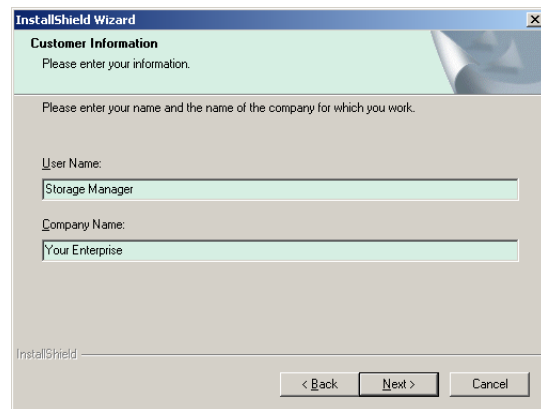 InstallShield Wizard
Customer Information
Please enter your information.
Please enter your name and the name of the company for which you work.
User Name:
Storage Manager
Company Name:
Your Enterprise
InstallShield
< Back
Next >
Cancel